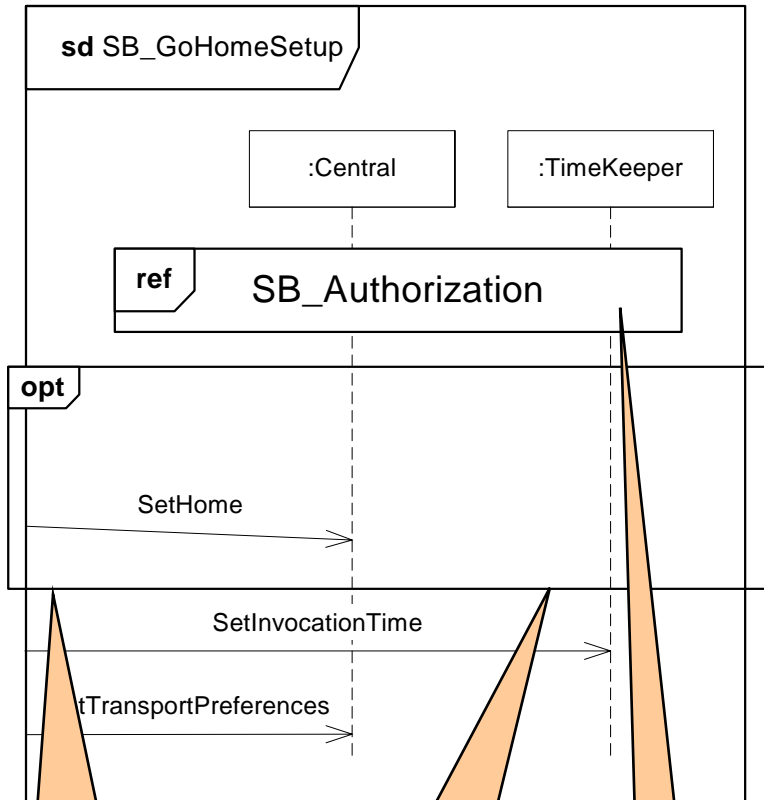 sd SB_GoHomeSetup
:Central :TimeKeeper
ref SB_Authorization
opt
SetHome
SetInvocationTime
tTransportPreferences